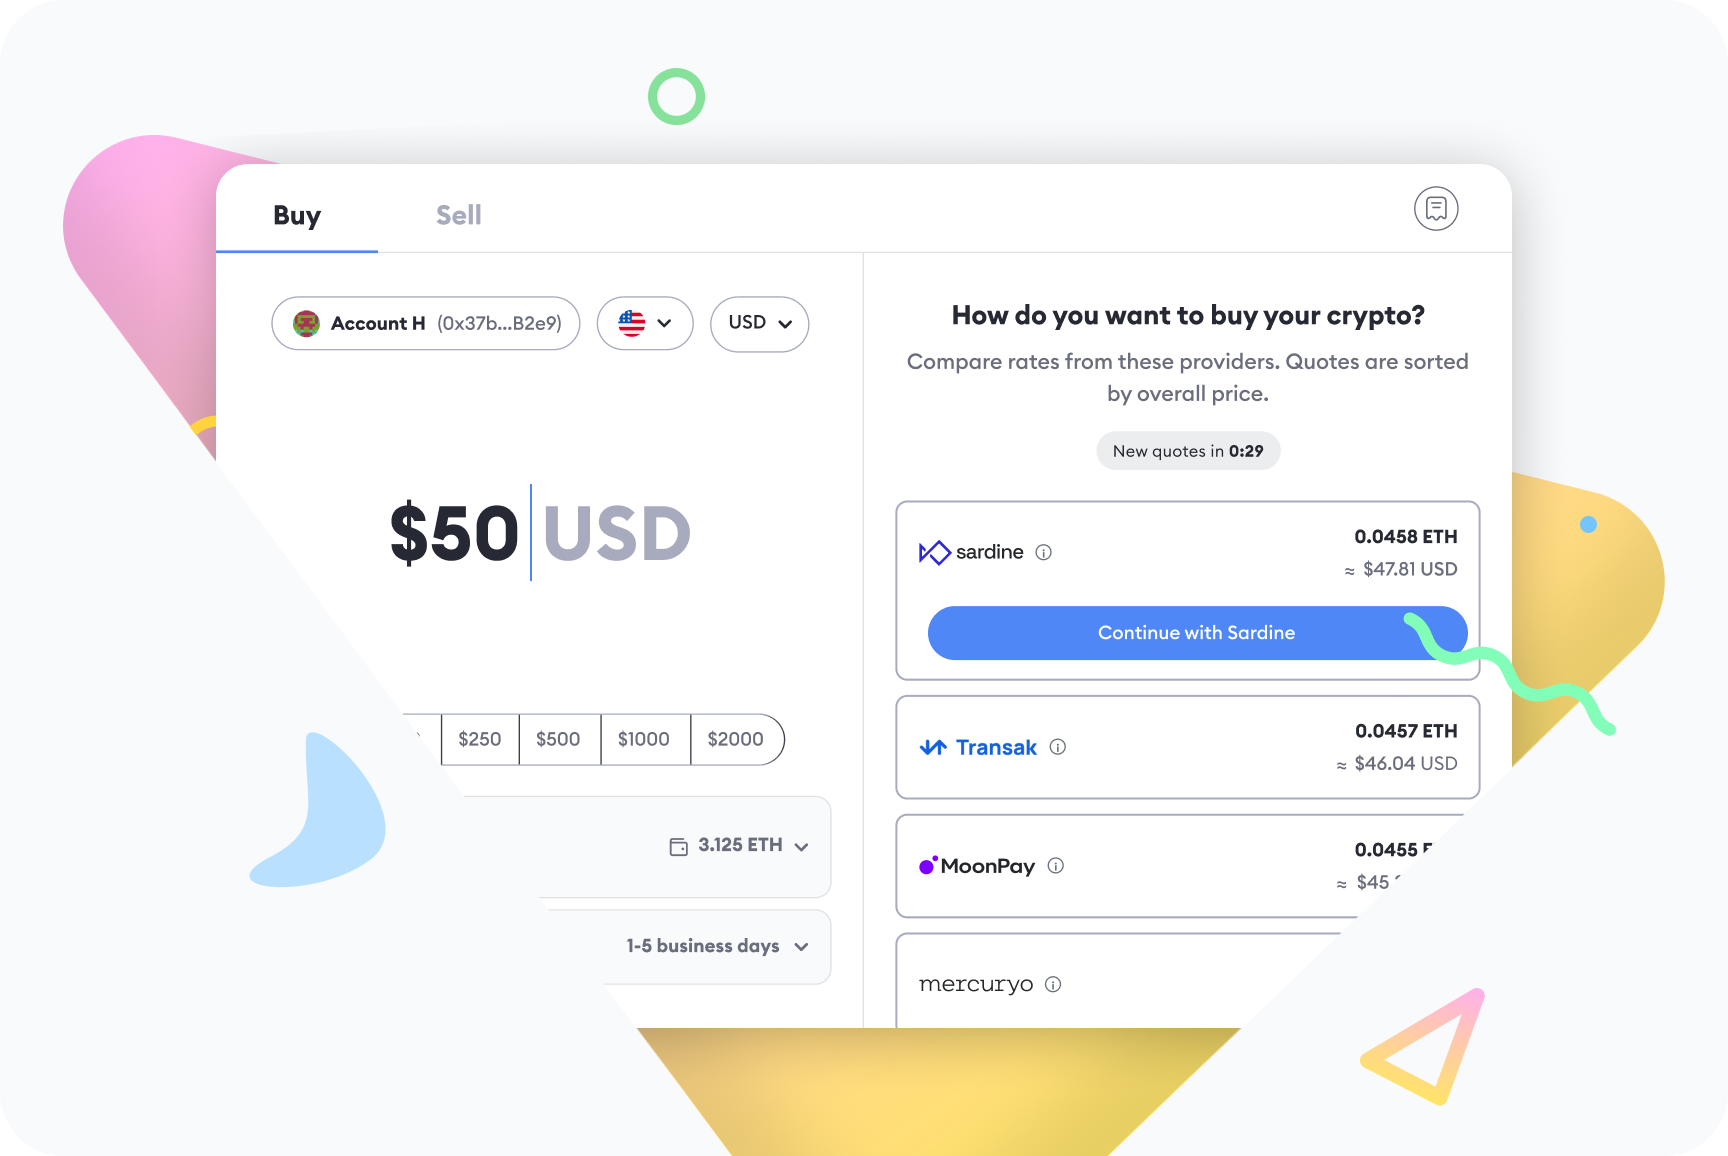 Buy
Sell
Account H (0x37b...B2e9)
USD
$50 USD
$250
$500
$1000
$2000
3.125 ETH
1-5 business days
How do you want to buy your crypto?
Compare rates from these providers. Quotes are sorted
by overall price.
New quotes in 0:29
sardine
0.0458 ETH
≈ $47.81 USD
Continue with Sardine
Transak
0.0457 ETH
≈ $46.04 USD
MoonPay
0.0455
≈ $45
mercuryo